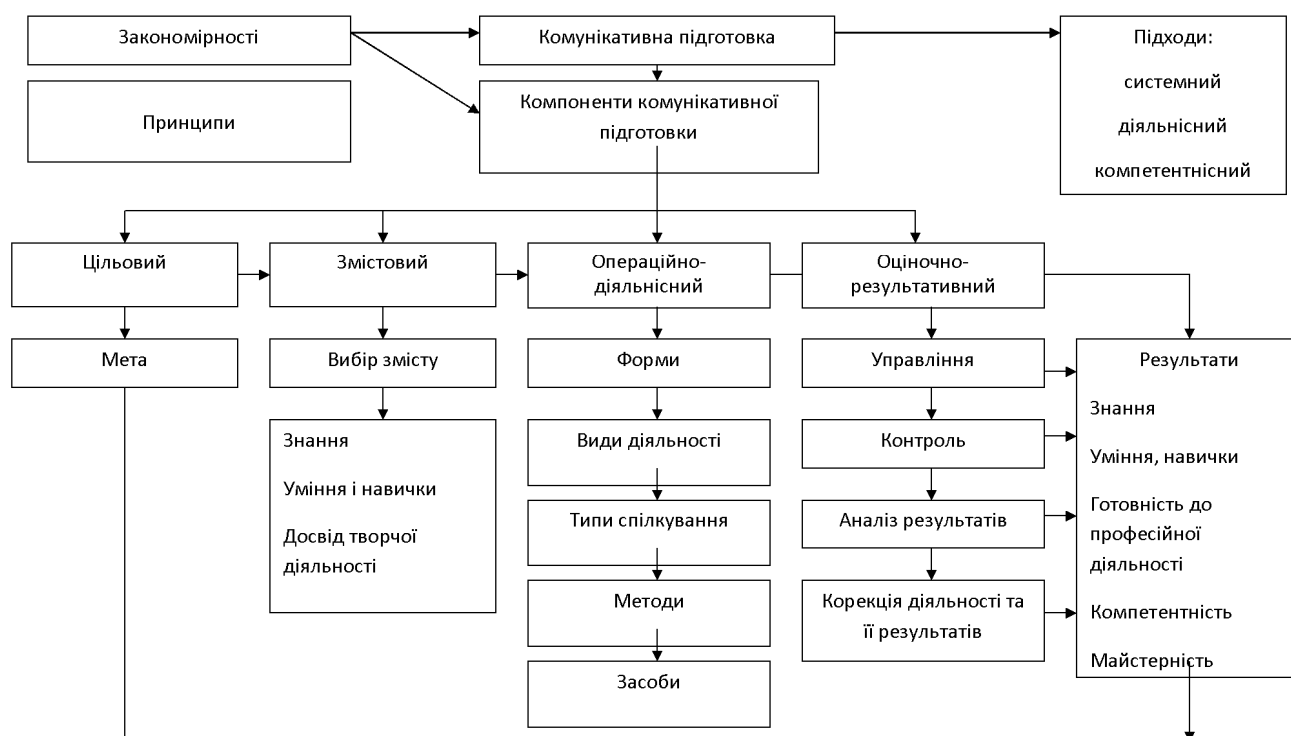 Закономірності
Комунікативна підготовка
Підходи:
системний
діяльнісний
компетентнісний
Принципи
Компоненти комунікативної
підготовки
Цільовий
Змістовий
Операційно-
діяльнісний
Оціночно-
результативний
Мета
Вибір змісту
Форми
Управління
Результати
Знання
Уміння, навички
Готовність до
професійної
діяльності
Компетентність
Майстерність
Знання
Уміння і навички
Досвід творчої
діяльності
Види діяльності
Типи спілкування
Методи
Засоби
Контроль
Аналіз результатів
Корекція діяльності та
її результатів